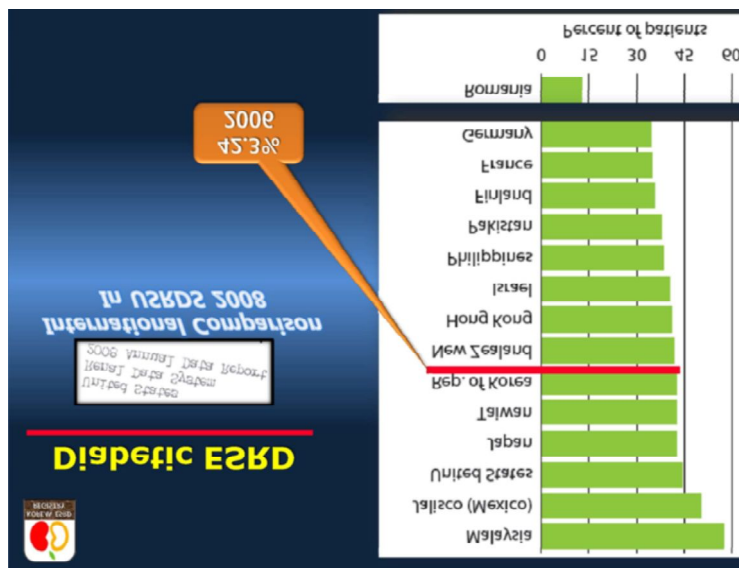 Diabetic ESRD
United States
Renal Data System
Annual Data Report
International Comparison
In USRDS 2008
42.3%
2006
Malaysia
Jalisco (Mexico)
United States
Japan
Taiwan
Rep. of Korea
New Zealand
Hong Kong
Israel
Philippines
Pakistan
Finland
France
Germany
Romania
0 15 30 45 60
Percent of patients